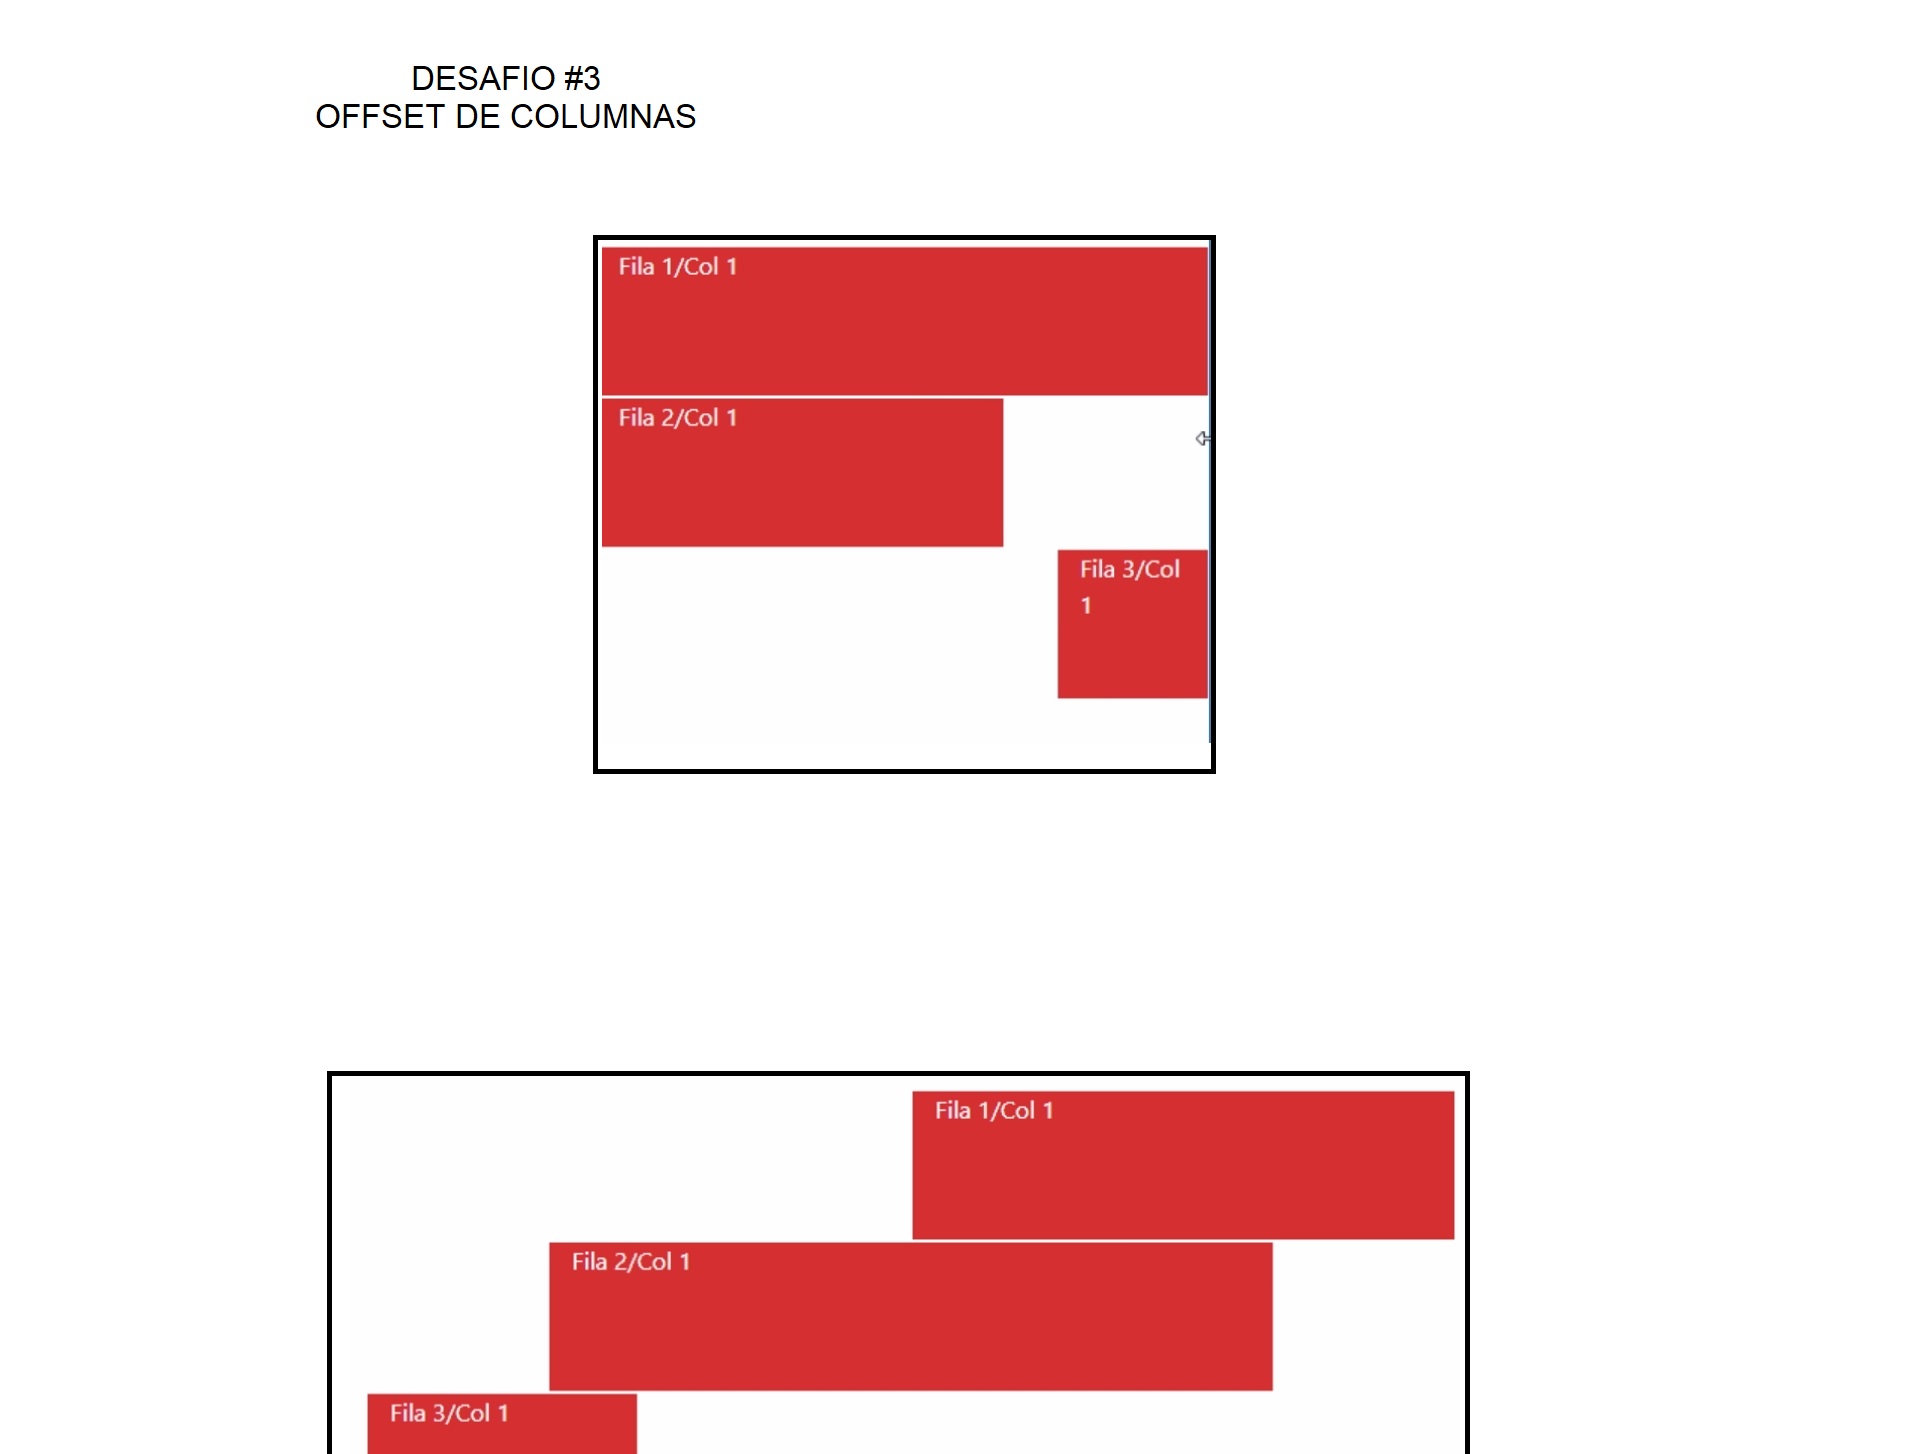 DESAFIO #3
OFFSET DE COLUMNAS
Fila 1/Col 1
Fila 2/Col 1
Fila 3/Col
1
Fila 1/Col 1
Fila 2/Col 1
Fila 3/Col 1